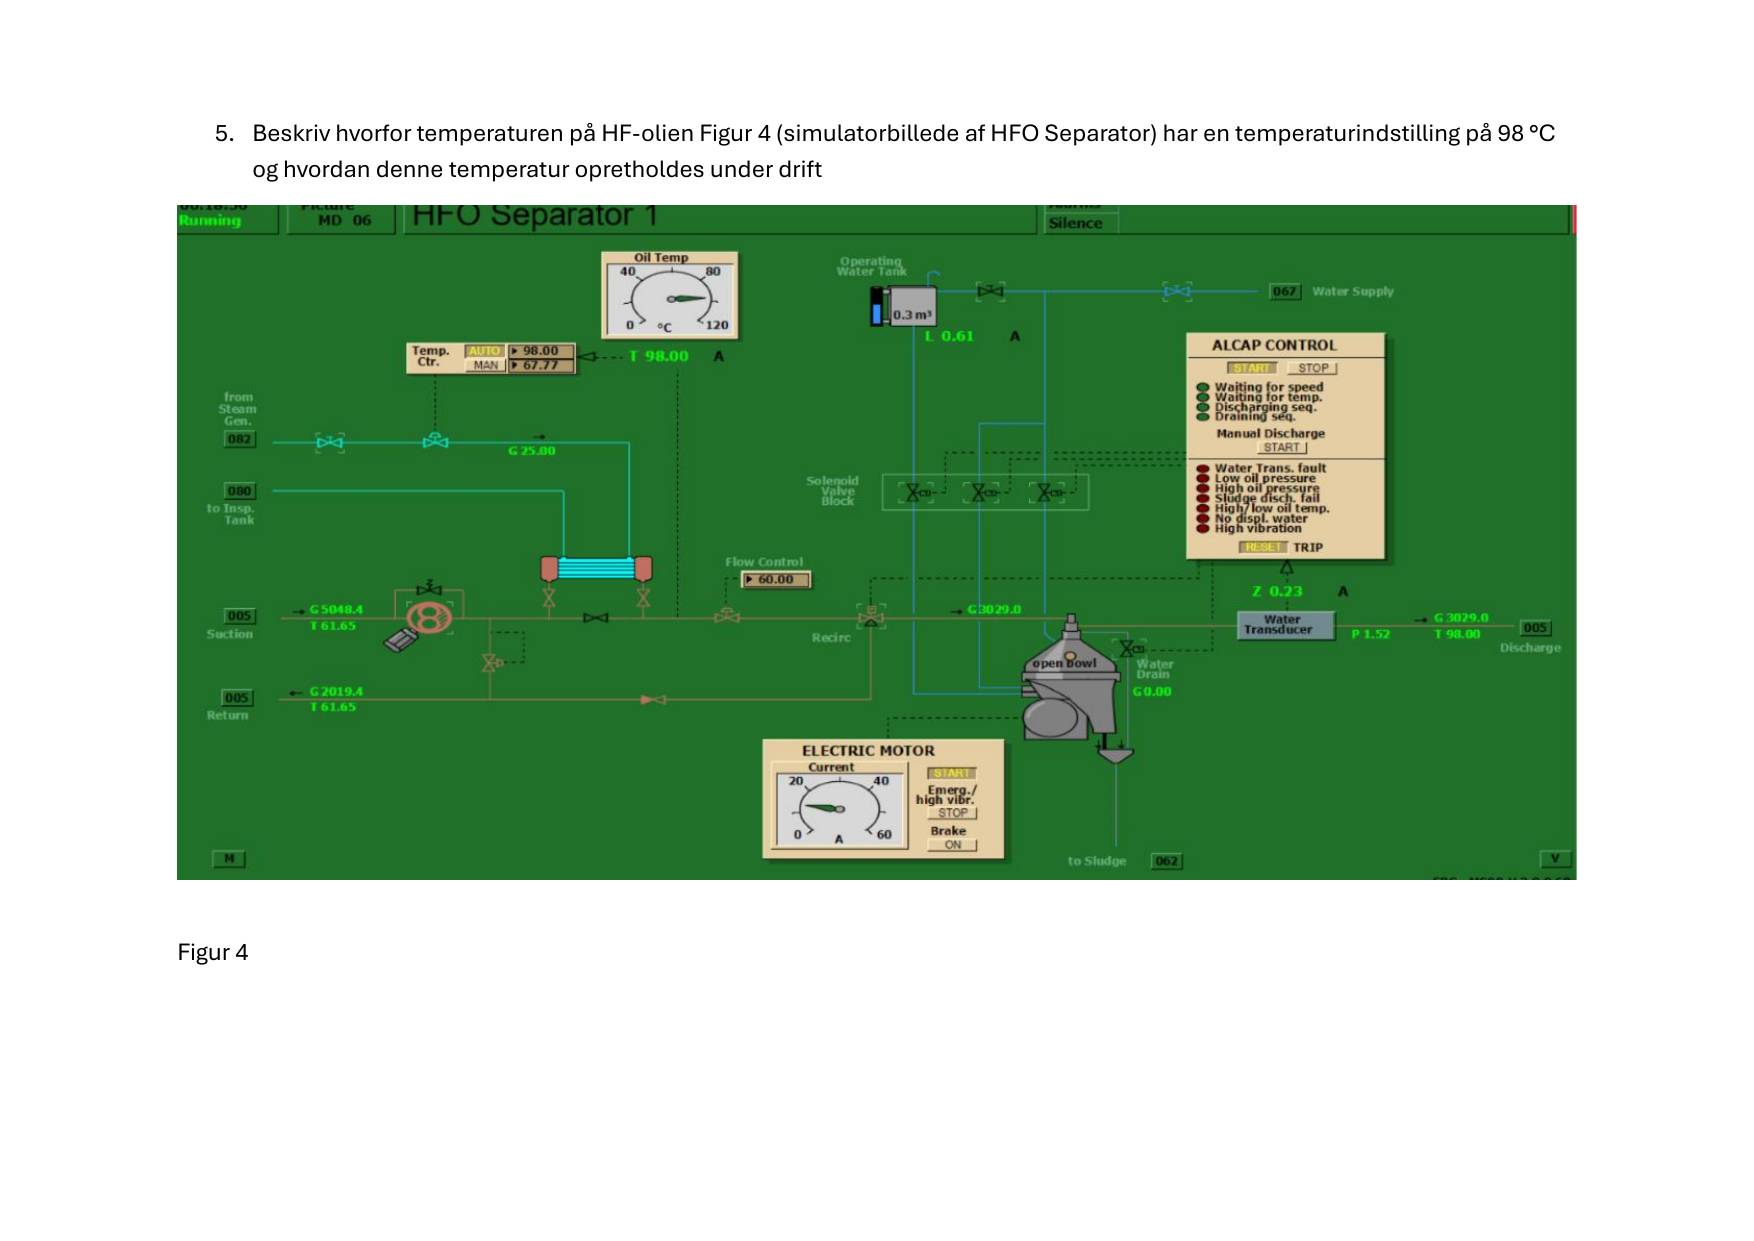 5. Beskriv hvorfor temperaturen på HF-olien Figur 4 (simulatorbillede af HFO Separator) har en temperaturindstilling på 98 °C
og hvordan denne temperatur opretholdes under drift
Running
MD 06
HFO Separator 1
Silence
Oil Temp
40
80
0
°C
120
Operating
Water Tank
0.3 m³
L 0.61 A
067 Water Supply
Temp.
Ctr.
AUTO
98.00
MAN
67.77
T 98.00 A
ALCAP CONTROL
START STOP
Waiting for speed
Waiting for temp.
Discharging seq.
Draining seq.
Manual Discharge
START
Water Trans. fault
Low oil pressure
High oil pressure
Sludge disch. fail
High/low oil temp.
No displ. water
High vibration
RESET TRIP
from
Steam
Gen.
082
G 25.00
080
to Insp.
Tank
Solenoid
Valve
Block
Flow Control
60.00
Z 0.23 A
005
Suction
G 5048.4
T 61.65
Recirc
G 3029.0
Water
Transducer
P 1.52
G 3029.0
T 98.00
005
Discharge
open bowl
Water
Drain
G 0.00
005
Return
G 2019.4
T 61.65
ELECTRIC MOTOR
Current
20
40
0
A
60
START
Emerg./
high vibr.
STOP
Brake
ON
M
to Sludge 062
V
Figur 4